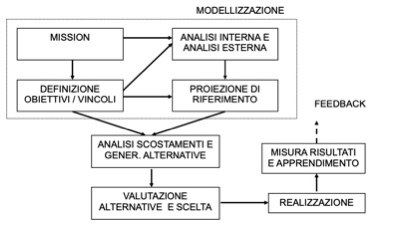 MODELLIZZAZIONE
MISSION
ANALISI INTERNA E
ANALISI ESTERNA
DEFINIZIONE
OBIETTIVI / VINCOLI
PROIEZIONE DI
RIFERIMENTO
FEEDBACK
ANALISI SCOSTAMENTI E
GENER. ALTERNATIVE
MISURA RISULTATI
E APPRENDIMENTO
VALUTAZIONE
ALTERNATIVE E SCELTA
REALIZZAZIONE